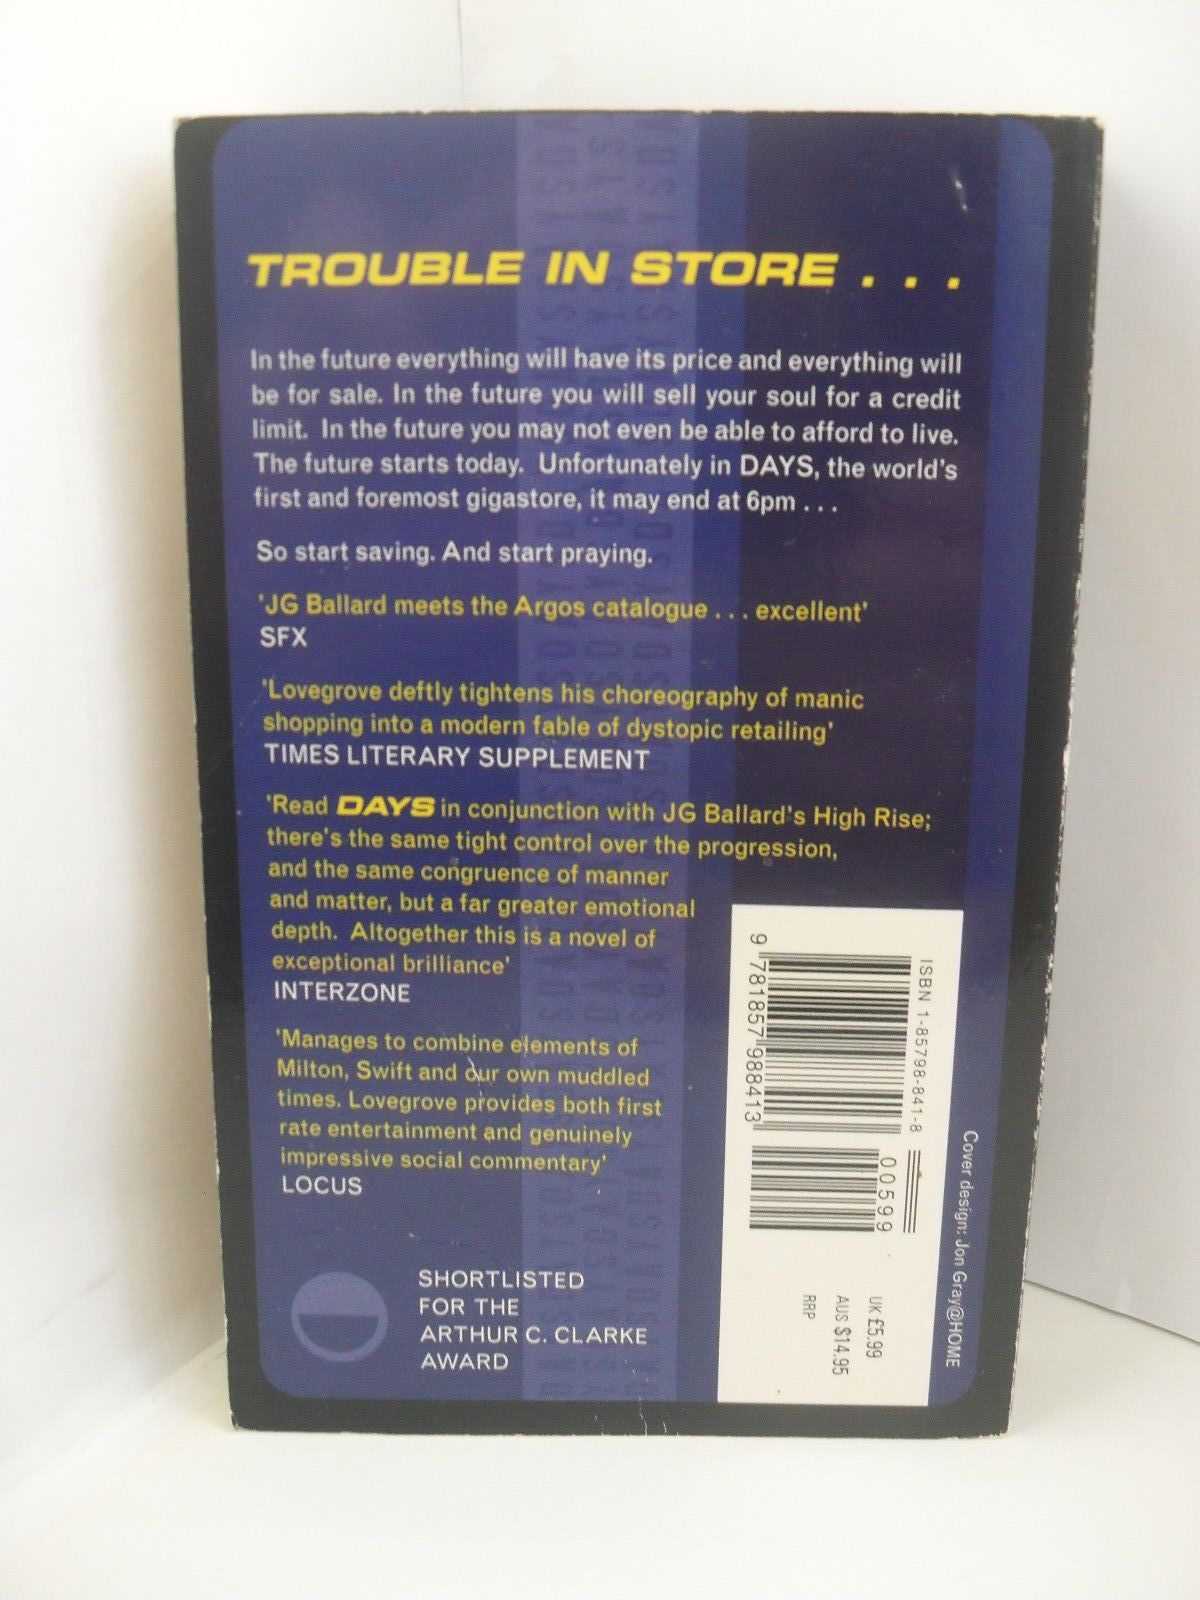 TROUBLE IN STORE . . .
In the future everything will have its price and everything will
be for sale. In the future you will sell your soul for a credit
limit. In the future you may not even be able to afford to live.
The future starts today. Unfortunately in DAYS, the world's
first and foremost gigastore, it may end at 6pm . . .
So start saving. And start praying.
'JG Ballard meets the Argos catalogue . . . excellent'
SFX
'Lovegrove deftly tightens his choreography of manic
shopping into a modern fable of dystopic retailing'
TIMES LITERARY SUPPLEMENT
'Read DAYS in conjunction with JG Ballard's High Rise;
there's the same tight control over the progression,
and the same congruence of manner
and matter, but a far greater emotional
depth. Altogether this is a novel of
exceptional brilliance'
INTERZONE
'Manages to combine elements of
Milton, Swift and our own muddled
times. Lovegrove provides both first
rate entertainment and genuinely
impressive social commentary'
LOCUS
SHORTLISTED
FOR THE
ARTHUR C. CLARKE
AWARD
ISBN 1-85798-841-8
9 781857 988413
00599
UK £5.99
AUS $14.95
RRP
Cover design: Jon Gray@HOME